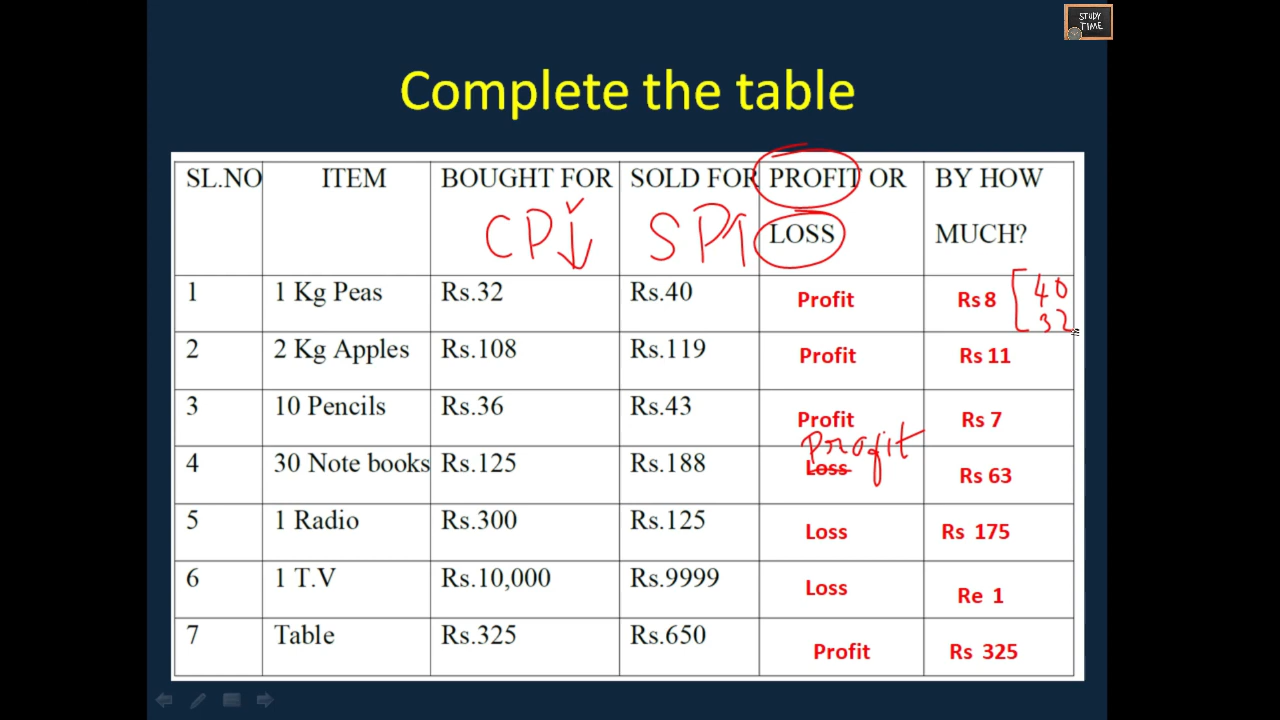 STUDY
TIME
Complete the table
SL.NO ITEM BOUGHT FOR SOLD FOR PROFIT OR BY HOW
CP↓ SP↑ LOSS MUCH?
1 1 Kg Peas Rs.32 Rs.40 Profit Rs 8 [ 40
32
2 2 Kg Apples Rs.108 Rs.119 Profit Rs 11
3 10 Pencils Rs.36 Rs.43 Profit Rs 7
Profit
4 30 Note books Rs.125 Rs.188 Loss Rs 63
5 1 Radio Rs.300 Rs.125 Loss Rs 175
6 1 T.V Rs.10,000 Rs.9999 Loss Re 1
7 Table Rs.325 Rs.650 Profit Rs 325